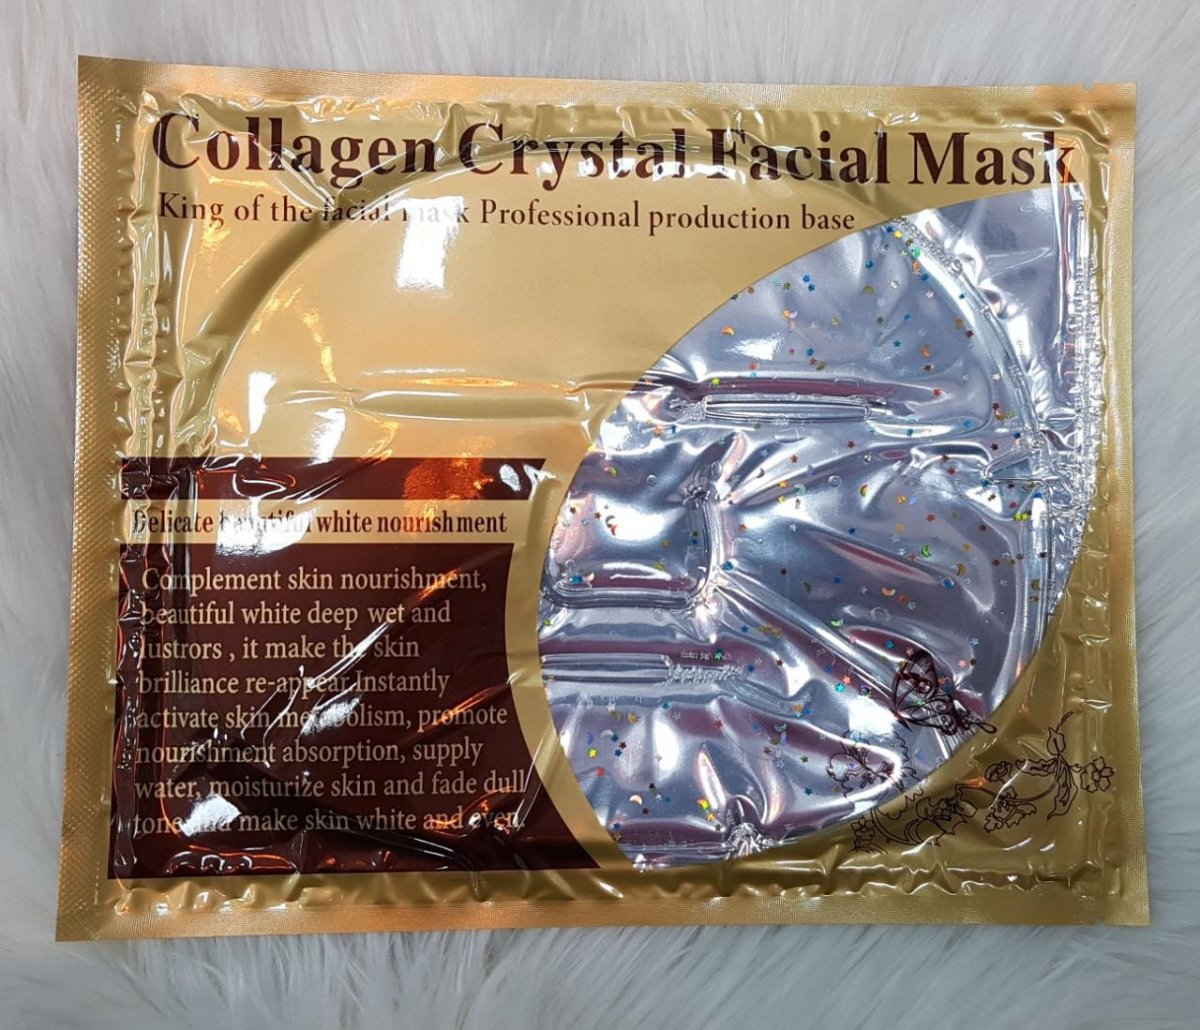 Collagen Crystal Facial Mask
King of the facial mask Professional production base
Delicate beautiful white nourishment
Complement skin nourishment,
beautiful white deep wet and
lustrors , it make the skin
brilliance re-appear.Instantly
activate skin metabolism, promote
nourishment absorption, supply
water, moisturize skin and fade dull
tone and make skin white and even.